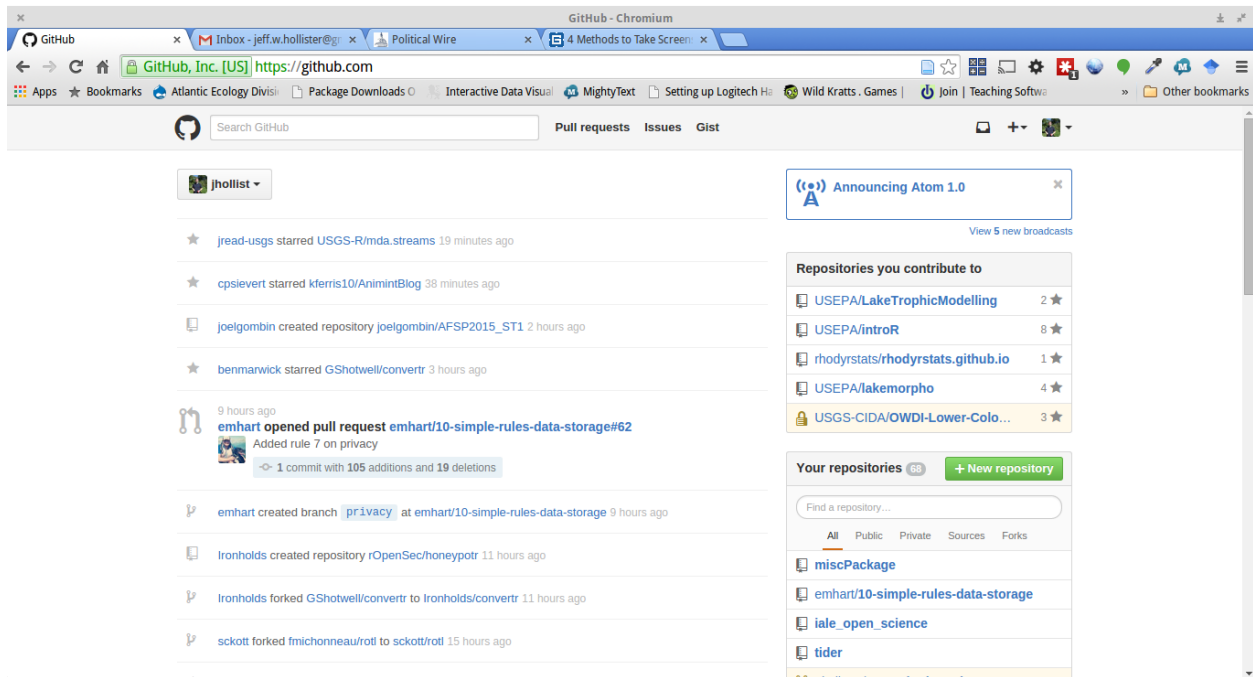 GitHub - Chromium
GitHub
Inbox - jeff.w.hollister@gr
Political Wire
4 Methods to Take Screen
GitHub, Inc. [US] https://github.com
1
Apps Bookmarks Atlantic Ecology Divisi Package Downloads O Interactive Data Visual MightyText Setting up Logitech Ha Wild Kratts . Games | Join | Teaching Softwa » Other bookmarks
Search GitHub Pull requests Issues Gist
jhollist
jread-usgs starred USGS-R/mda.streams 19 minutes ago
cpsievert starred kferris10/AnimintBlog 38 minutes ago
joelgombin created repository joelgombin/AFSP2015_ST1 2 hours ago
benmarwick starred GShotwell/convertr 3 hours ago
9 hours ago
emhart opened pull request emhart/10-simple-rules-data-storage#62
Added rule 7 on privacy
1 commit with 105 additions and 19 deletions
emhart created branch privacy at emhart/10-simple-rules-data-storage 9 hours ago
Ironholds created repository rOpenSec/honeypotr 11 hours ago
Ironholds forked GShotwell/convertr to Ironholds/convertr 11 hours ago
sckott forked fmichonneau/rotl to sckott/rotl 15 hours ago
Announcing Atom 1.0
View 5 new broadcasts
Repositories you contribute to
USEPA/LakeTrophicModelling 2
USEPA/introR 8
rhodyrstats/rhodyrstats.github.io 1
USEPA/lakemorpho 4
USGS-CIDA/OWDI-Lower-Colo... 3
Your repositories 68 + New repository
Find a repository...
All Public Private Sources Forks
miscPackage
emhart/10-simple-rules-data-storage
iale_open_science
tider